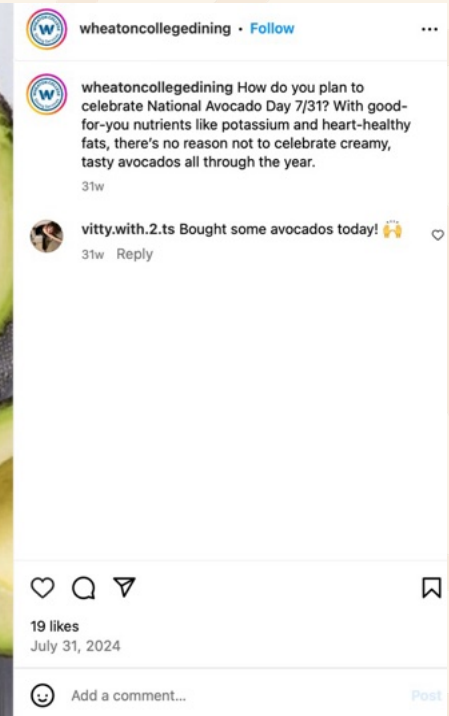 wheatoncollegedining • Follow
wheatoncollegedining How do you plan to
celebrate National Avocado Day 7/31? With good-
for-you nutrients like potassium and heart-healthy
fats, there's no reason not to celebrate creamy,
tasty avocados all through the year.
31w
vitty.with.2.ts Bought some avocados today! 🙌
31w Reply
19 likes
July 31, 2024
Add a comment...
Post